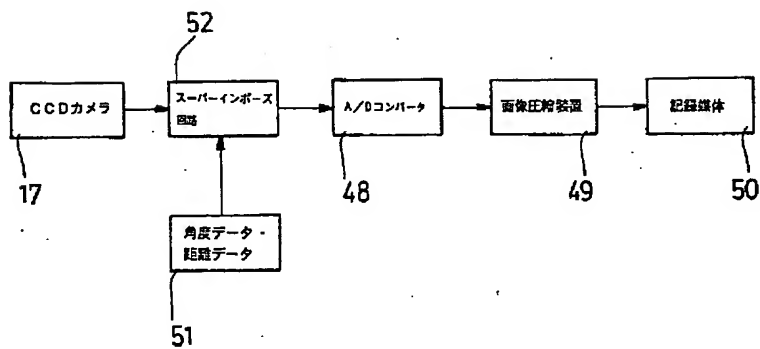 52
CCDカメラ
スーパーインポーズ
回路
A/Dコンバータ
画像圧縮装置
記録媒体
17
48
49
50
角度データ・
距離データ
51